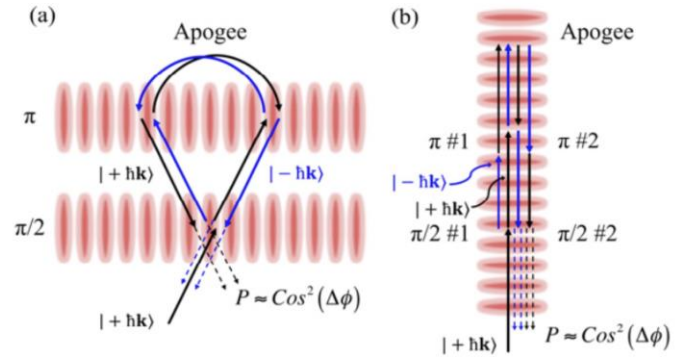 (a)
Apogee
π
|+ħk⟩
|−ħk⟩
π/2
P ≈ Cos²(Δϕ)
|+ħk⟩
(b)
Apogee
π #1
π #2
|−ħk⟩
|+ħk⟩
π/2 #1
π/2 #2
P ≈ Cos²(Δϕ)
|+ħk⟩